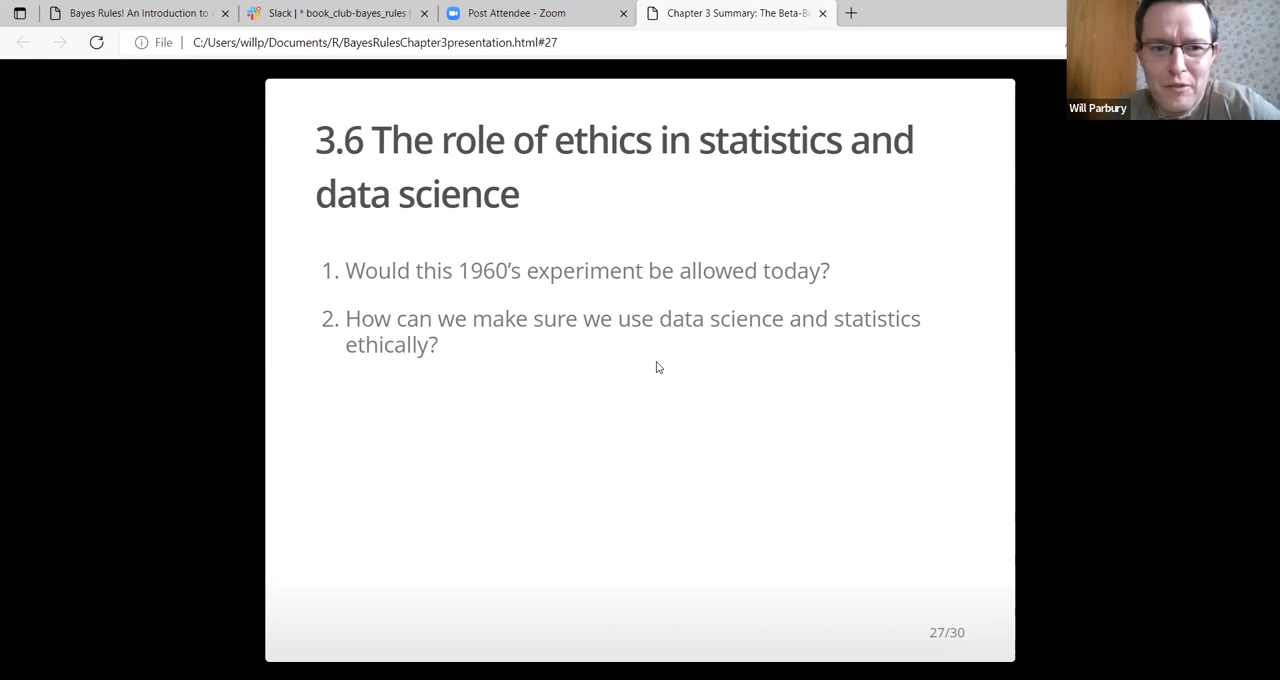 Bayes Rules! An Introduction to
Slack | * book_club-bayes_rules |
Post Attendee - Zoom
Chapter 3 Summary: The Beta-Bi
File
C:/Users/willp/Documents/R/BayesRulesChapter3presentation.html#27
Will Parbury
3.6 The role of ethics in statistics and
data science
1. Would this 1960’s experiment be allowed today?
2. How can we make sure we use data science and statistics
ethically?
27/30